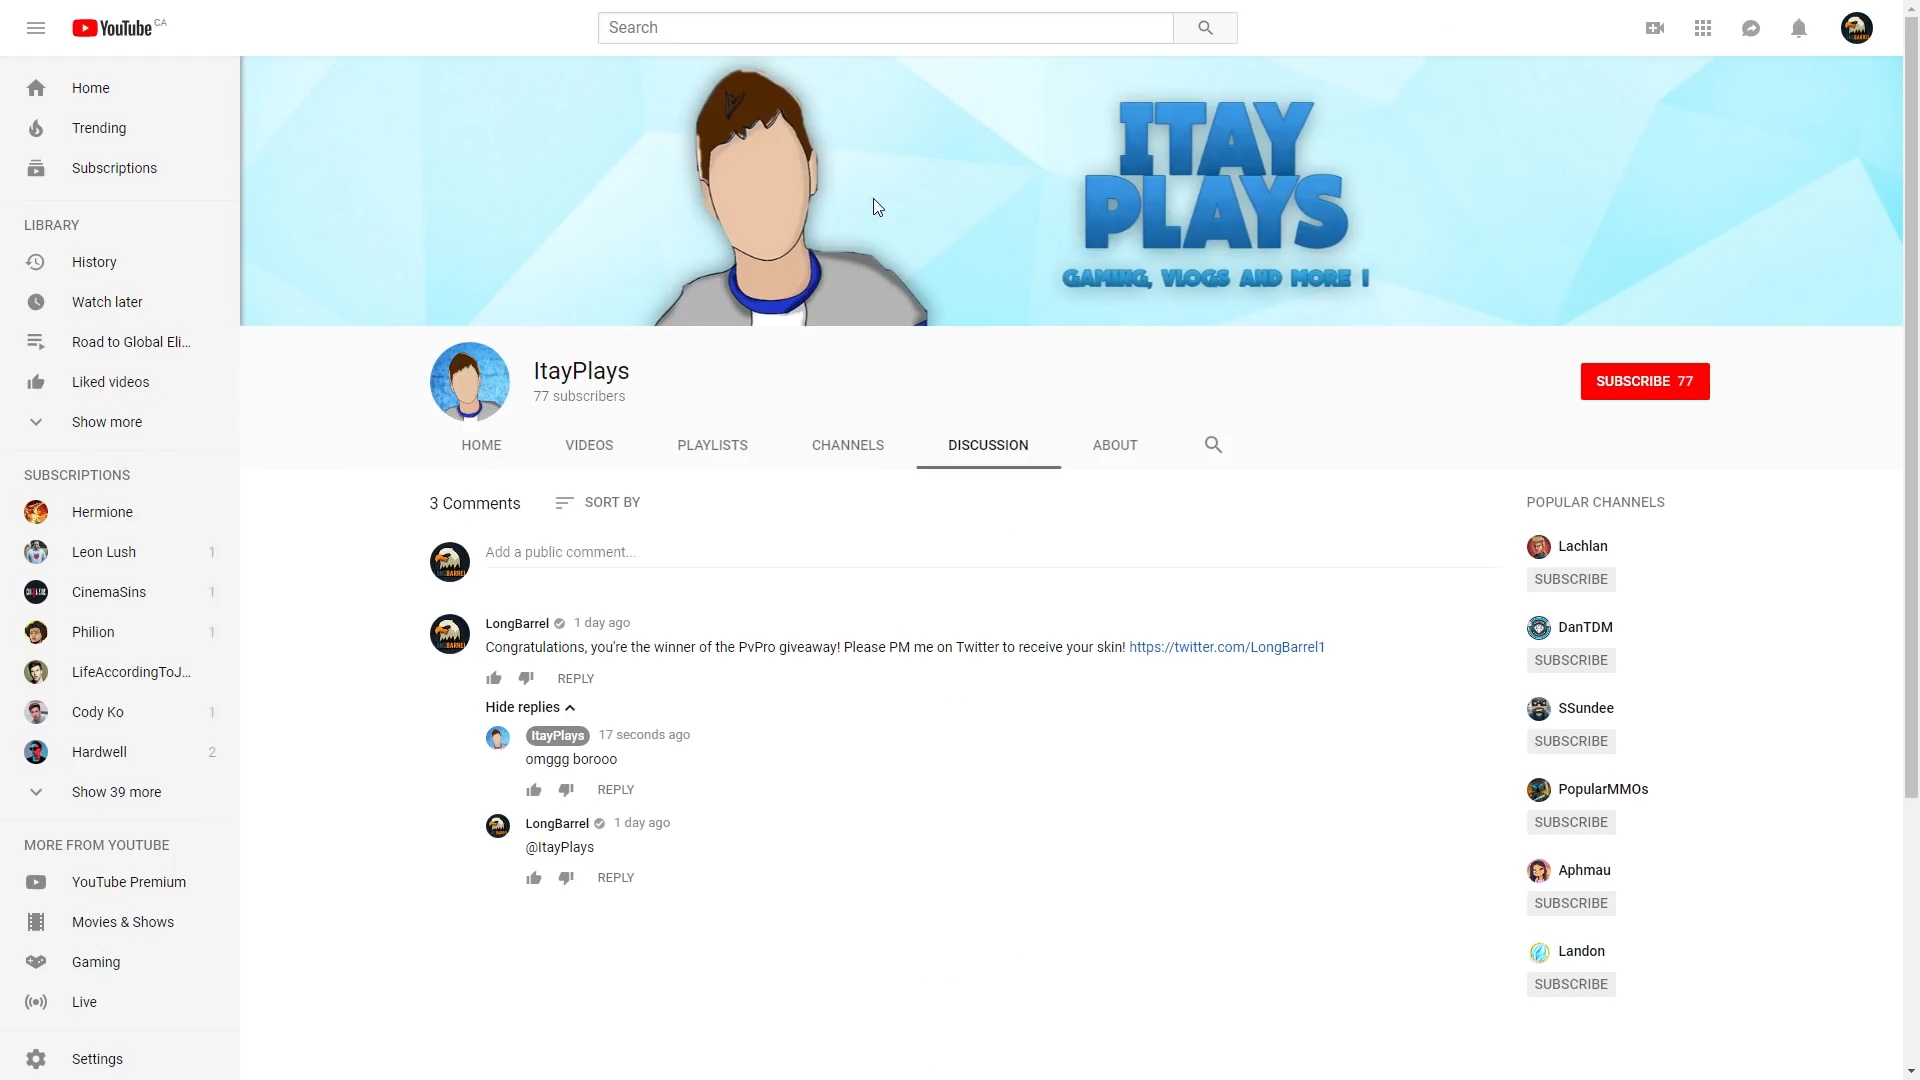 YouTube CA
Search
Home
Trending
Subscriptions
LIBRARY
History
Watch later
Road to Global Eli...
Liked videos
Show more
SUBSCRIPTIONS
Hermione
Leon Lush 1
CinemaSins 1
Philion 1
LifeAccordingToJ...
Cody Ko 1
Hardwell 2
Show 39 more
MORE FROM YOUTUBE
YouTube Premium
Movies & Shows
Gaming
Live
Settings
ITAY
PLAYS
GAMING, VLOGS AND MORE !
ItayPlays
77 subscribers
SUBSCRIBE 77
HOME VIDEOS PLAYLISTS CHANNELS DISCUSSION ABOUT
3 Comments SORT BY
Add a public comment...
LongBarrel 1 day ago
Congratulations, you're the winner of the PvPro giveaway! Please PM me on Twitter to receive your skin! https://twitter.com/LongBarrel1
REPLY
Hide replies
ItayPlays 17 seconds ago
omggg borooo
REPLY
LongBarrel 1 day ago
@ItayPlays
REPLY
POPULAR CHANNELS
Lachlan
SUBSCRIBE
DanTDM
SUBSCRIBE
SSundee
SUBSCRIBE
PopularMMOs
SUBSCRIBE
Aphmau
SUBSCRIBE
Landon
SUBSCRIBE